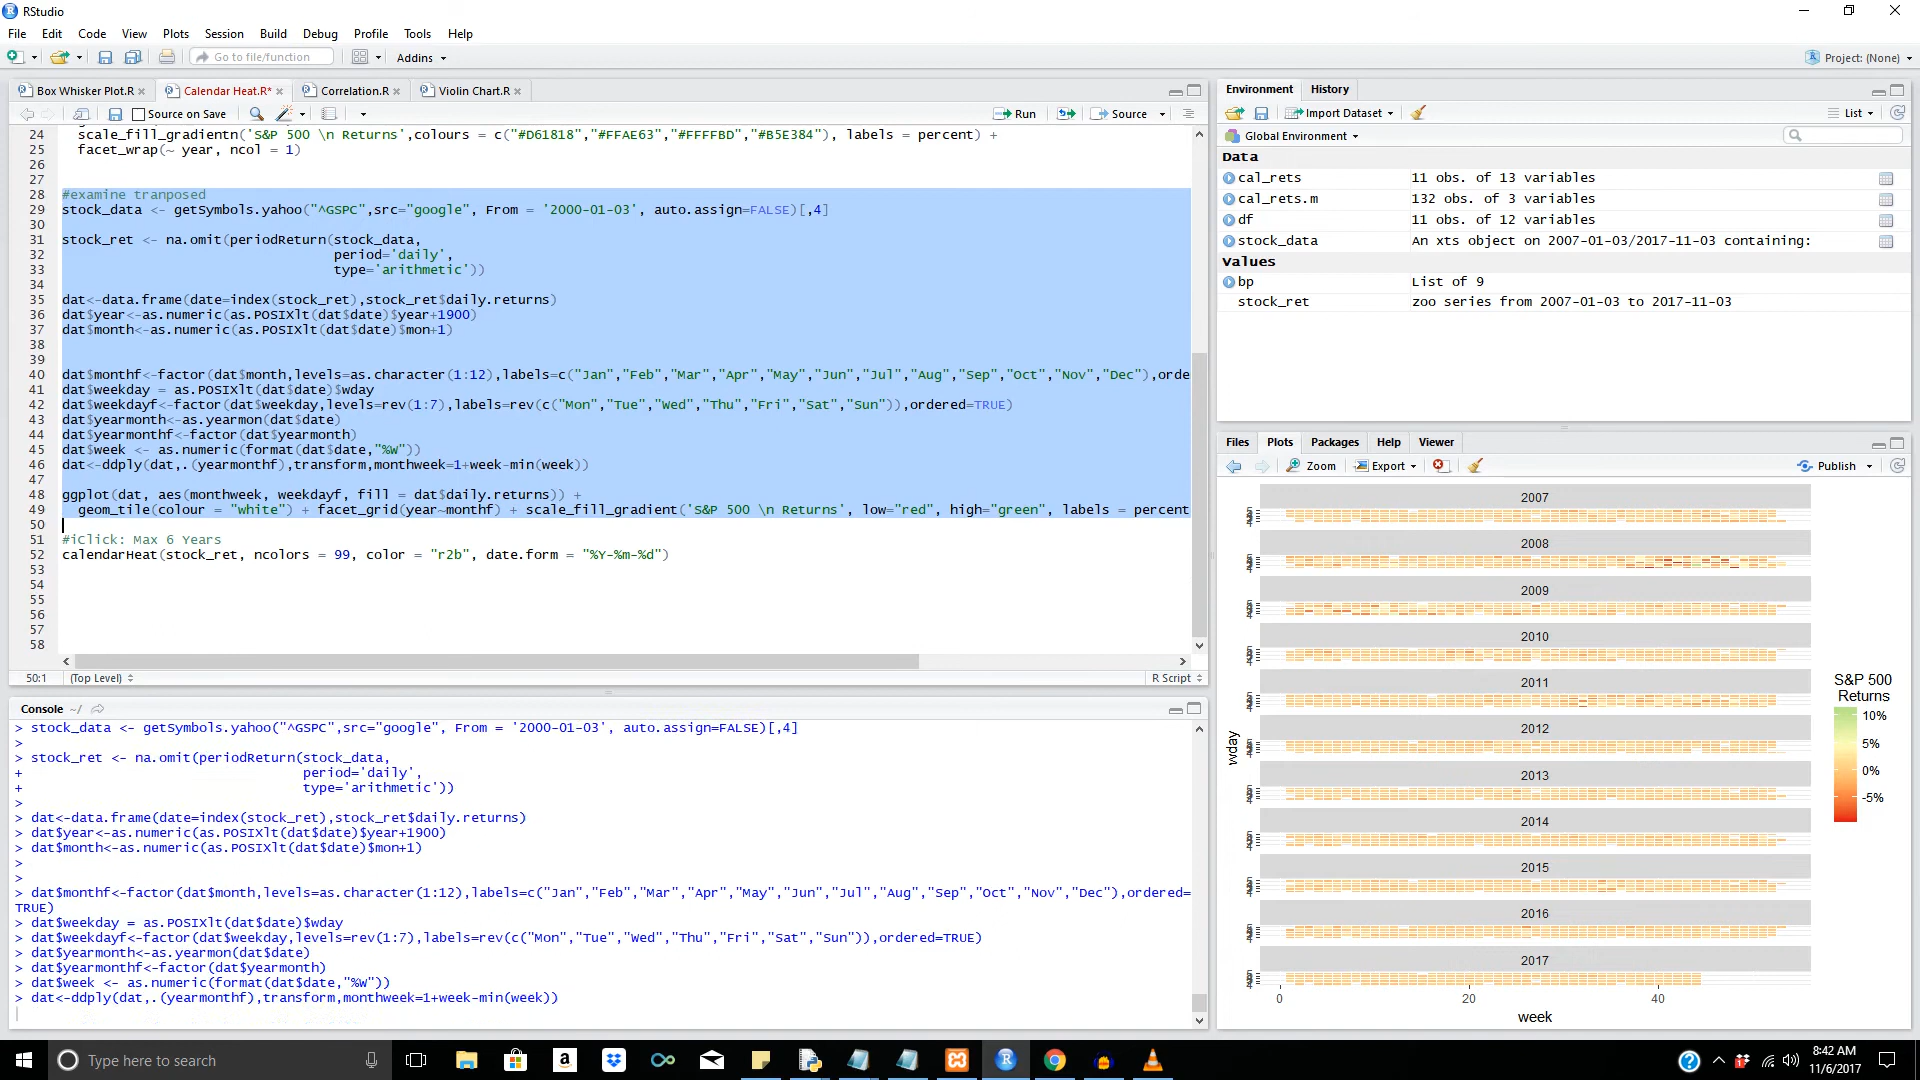 RStudio
File Edit Code View Plots Session Build Debug Profile Tools Help
Go to file/function Addins Project: (None)
Box Whisker Plot.R Calendar Heat.R* Correlation.R Violin Chart.R
Source on Save Run Source
24 scale_fill_gradientn('S&P 500 \n Returns',colours = c("#D61818","#FFAE63","#FFFFBD","#B5E384"), labels = percent) +
25 facet_wrap(~ year, ncol = 1)
26
27
28 #examine tranposed
29 stock_data <- getSymbols.yahoo("^GSPC",src="google", From = '2000-01-03', auto.assign=FALSE)[,4]
30
31 stock_ret <- na.omit(periodReturn(stock_data,
32 period='daily',
33 type='arithmetic'))
34
35 dat<-data.frame(date=index(stock_ret),stock_ret$daily.returns)
36 dat$year<-as.numeric(as.POSIXlt(dat$date)$year+1900)
37 dat$month<-as.numeric(as.POSIXlt(dat$date)$mon+1)
38
39
40 dat$monthf<-factor(dat$month,levels=as.character(1:12),labels=c("Jan","Feb","Mar","Apr","May","Jun","Jul","Aug","Sep","Oct","Nov","Dec"),orde
41 dat$weekday = as.POSIXlt(dat$date)$wday
42 dat$weekdayf<-factor(dat$weekday,levels=rev(1:7),labels=rev(c("Mon","Tue","Wed","Thu","Fri","Sat","Sun")),ordered=TRUE)
43 dat$yearmonth<-as.yearmon(dat$date)
44 dat$yearmonthf<-factor(dat$yearmonth)
45 dat$week <- as.numeric(format(dat$date,"%W"))
46 dat<-ddply(dat,.(yearmonthf),transform,monthweek=1+week-min(week))
47
48 ggplot(dat, aes(monthweek, weekdayf, fill = dat$daily.returns)) +
49 geom_tile(colour = "white") + facet_grid(year~monthf) + scale_fill_gradient('S&P 500 \n Returns', low="red", high="green", labels = percent
50
51 #iClick: Max 6 Years
52 calendarHeat(stock_ret, ncolors = 99, color = "r2b", date.form = "%Y-%m-%d")
53
54
55
56
57
58
50:1 (Top Level) R Script
Console ~/
> stock_data <- getSymbols.yahoo("^GSPC",src="google", From = '2000-01-03', auto.assign=FALSE)[,4]
>
> stock_ret <- na.omit(periodReturn(stock_data,
+ period='daily',
+ type='arithmetic'))
>
> dat<-data.frame(date=index(stock_ret),stock_ret$daily.returns)
> dat$year<-as.numeric(as.POSIXlt(dat$date)$year+1900)
> dat$month<-as.numeric(as.POSIXlt(dat$date)$mon+1)
>
>
> dat$monthf<-factor(dat$month,levels=as.character(1:12),labels=c("Jan","Feb","Mar","Apr","May","Jun","Jul","Aug","Sep","Oct","Nov","Dec"),ordered=
TRUE)
> dat$weekday = as.POSIXlt(dat$date)$wday
> dat$weekdayf<-factor(dat$weekday,levels=rev(1:7),labels=rev(c("Mon","Tue","Wed","Thu","Fri","Sat","Sun")),ordered=TRUE)
> dat$yearmonth<-as.yearmon(dat$date)
> dat$yearmonthf<-factor(dat$yearmonth)
> dat$week <- as.numeric(format(dat$date,"%W"))
> dat<-ddply(dat,.(yearmonthf),transform,monthweek=1+week-min(week))
Environment History
Import Dataset List
Global Environment
Data
cal_rets 11 obs. of 13 variables
cal_rets.m 132 obs. of 3 variables
df 11 obs. of 12 variables
stock_data An xts object on 2007-01-03/2017-11-03 containing:
Values
bp List of 9
stock_ret zoo series from 2007-01-03 to 2017-11-03
Files Plots Packages Help Viewer
Zoom Export Publish
2007
2008
2009
2010
2011
2012
2013
2014
2015
2016
2017
wday
0 20 40
week
S&P 500
Returns
10%
5%
0%
-5%
Type here to search
8:42 AM
11/6/2017